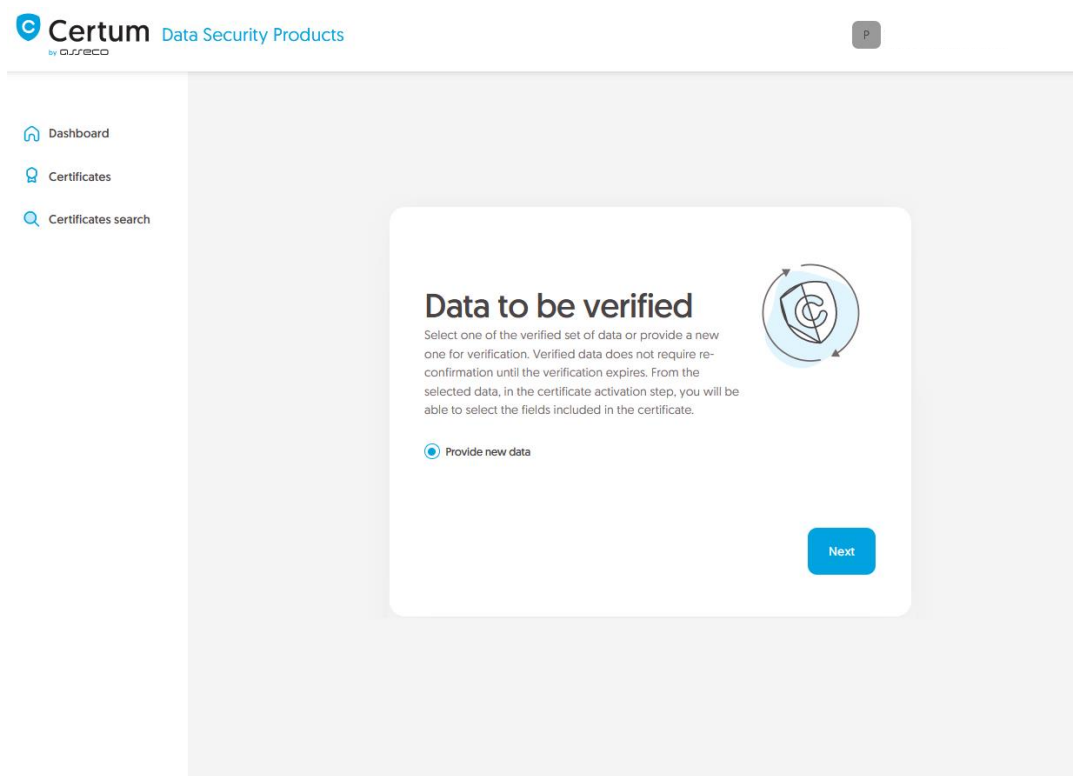 Certum Data Security Products
by asseco
P
Dashboard
Certificates
Certificates search
Data to be verified
Select one of the verified set of data or provide a new
one for verification. Verified data does not require re-
confirmation until the verification expires. From the
selected data, in the certificate activation step, you will be
able to select the fields included in the certificate.
Provide new data
Next